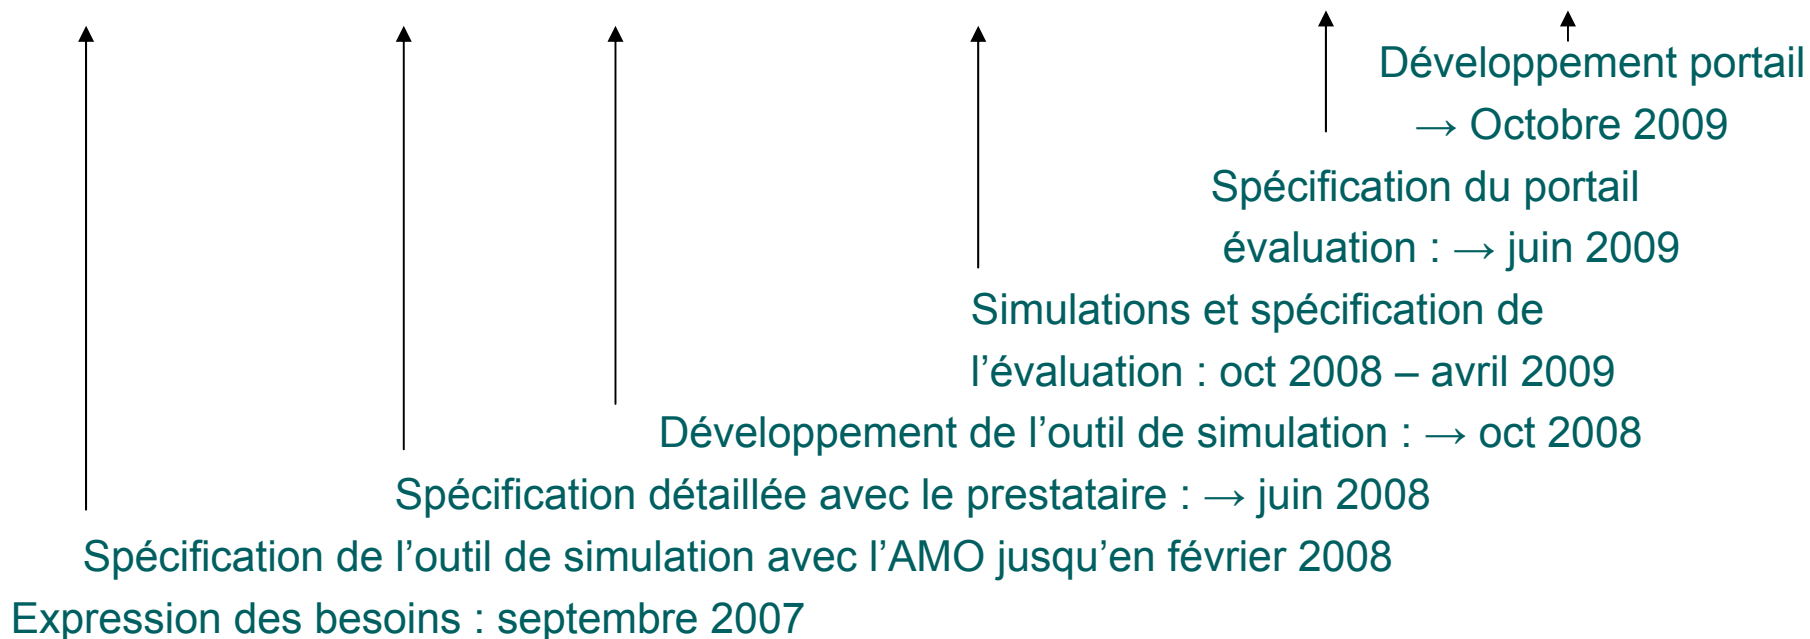 Développement portail
→ Octobre 2009
Spécification du portail
évaluation : → juin 2009
Simulations et spécification de
l’évaluation : oct 2008 – avril 2009
Développement de l’outil de simulation : → oct 2008
Spécification détaillée avec le prestataire : → juin 2008
Spécification de l’outil de simulation avec l’AMO jusqu’en février 2008
Expression des besoins : septembre 2007